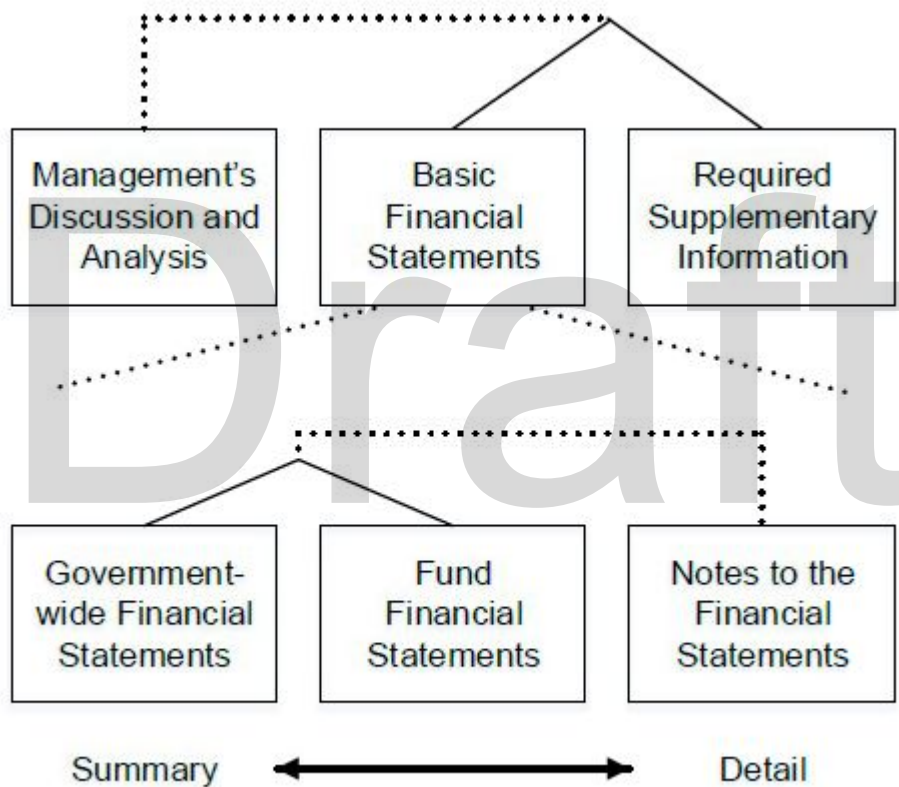 Management's
Discussion and
Analysis
Basic
Financial
Statements
Required
Supplementary
Information
Draft
Government-
wide Financial
Statements
Fund
Financial
Statements
Notes to the
Financial
Statements
Summary
Detail